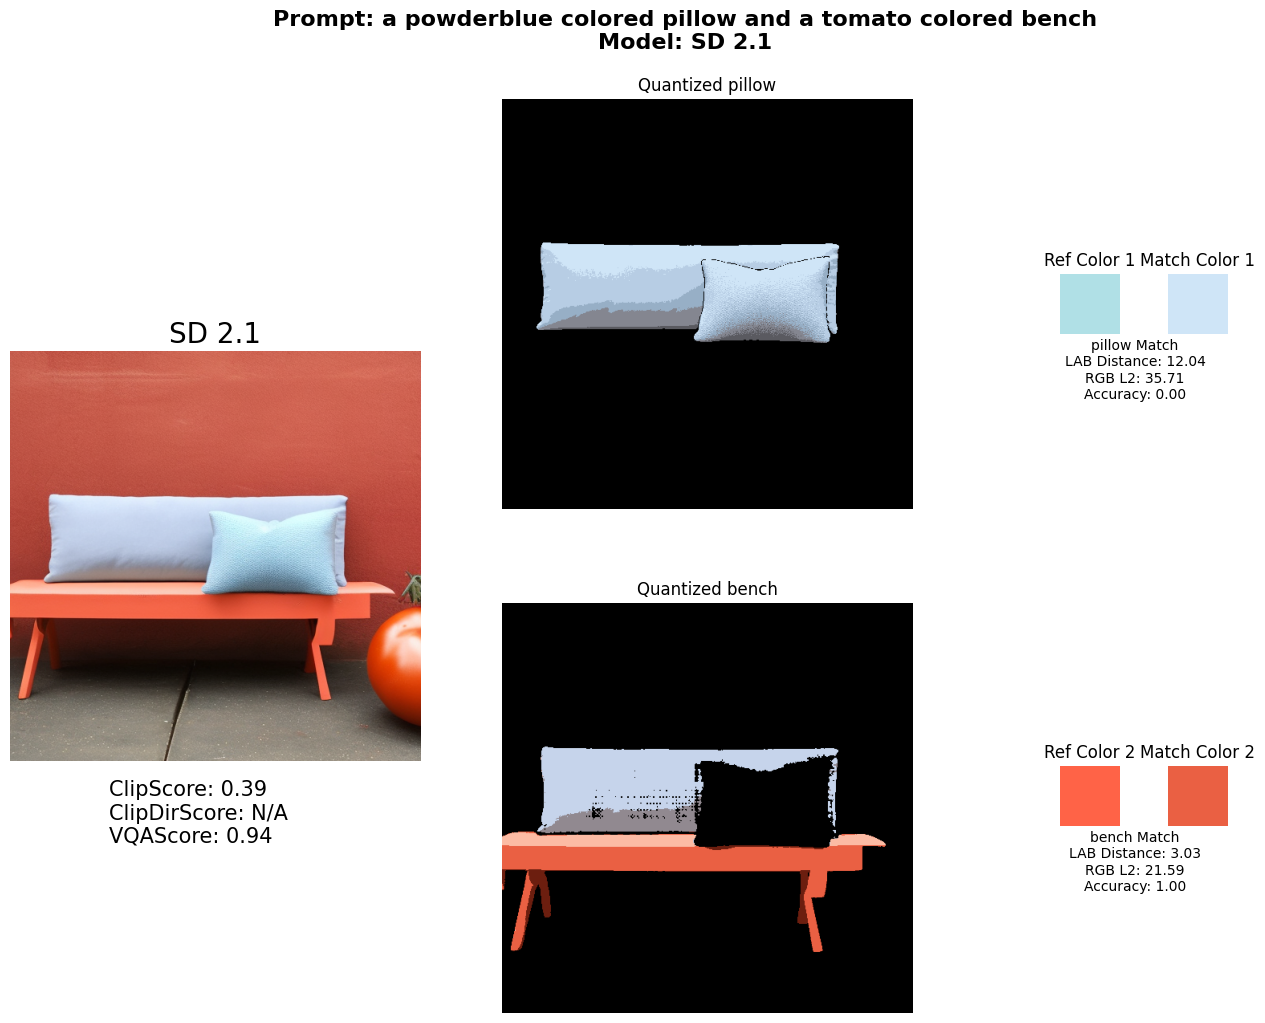 Prompt: a powderblue colored pillow and a tomato colored bench
Model: SD 2.1
Quantized pillow
SD 2.1
ClipScore: 0.39
ClipDirScore: N/A
VQAScore: 0.94
Ref Color 1 Match Color 1
pillow Match
LAB Distance: 12.04
RGB L2: 35.71
Accuracy: 0.00
Quantized bench
Ref Color 2 Match Color 2
bench Match
LAB Distance: 3.03
RGB L2: 21.59
Accuracy: 1.00